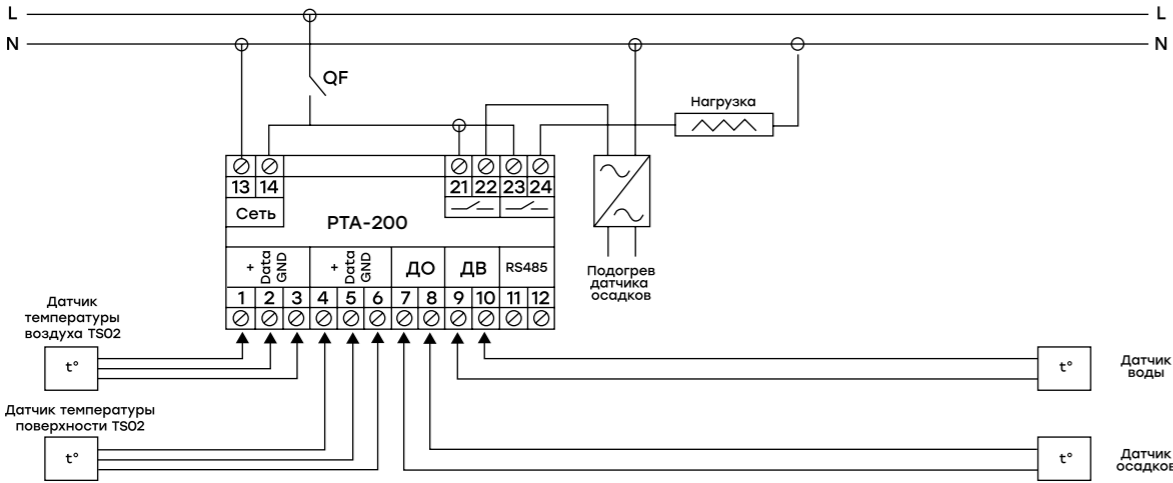 L
L
N
N
QF
Нагрузка
13 14
21 22 23 24
Сеть
РТА-200
+ Data GND
+ Data GND
ДО
ДВ
RS485
1 2 3 4 5 6 7 8 9 10 11 12
Подогрев
датчика
осадков
Датчик
температуры
воздуха TS02
t°
t°
Датчик
воды
Датчик температуры
поверхности TS02
t°
t°
Датчик
осадков